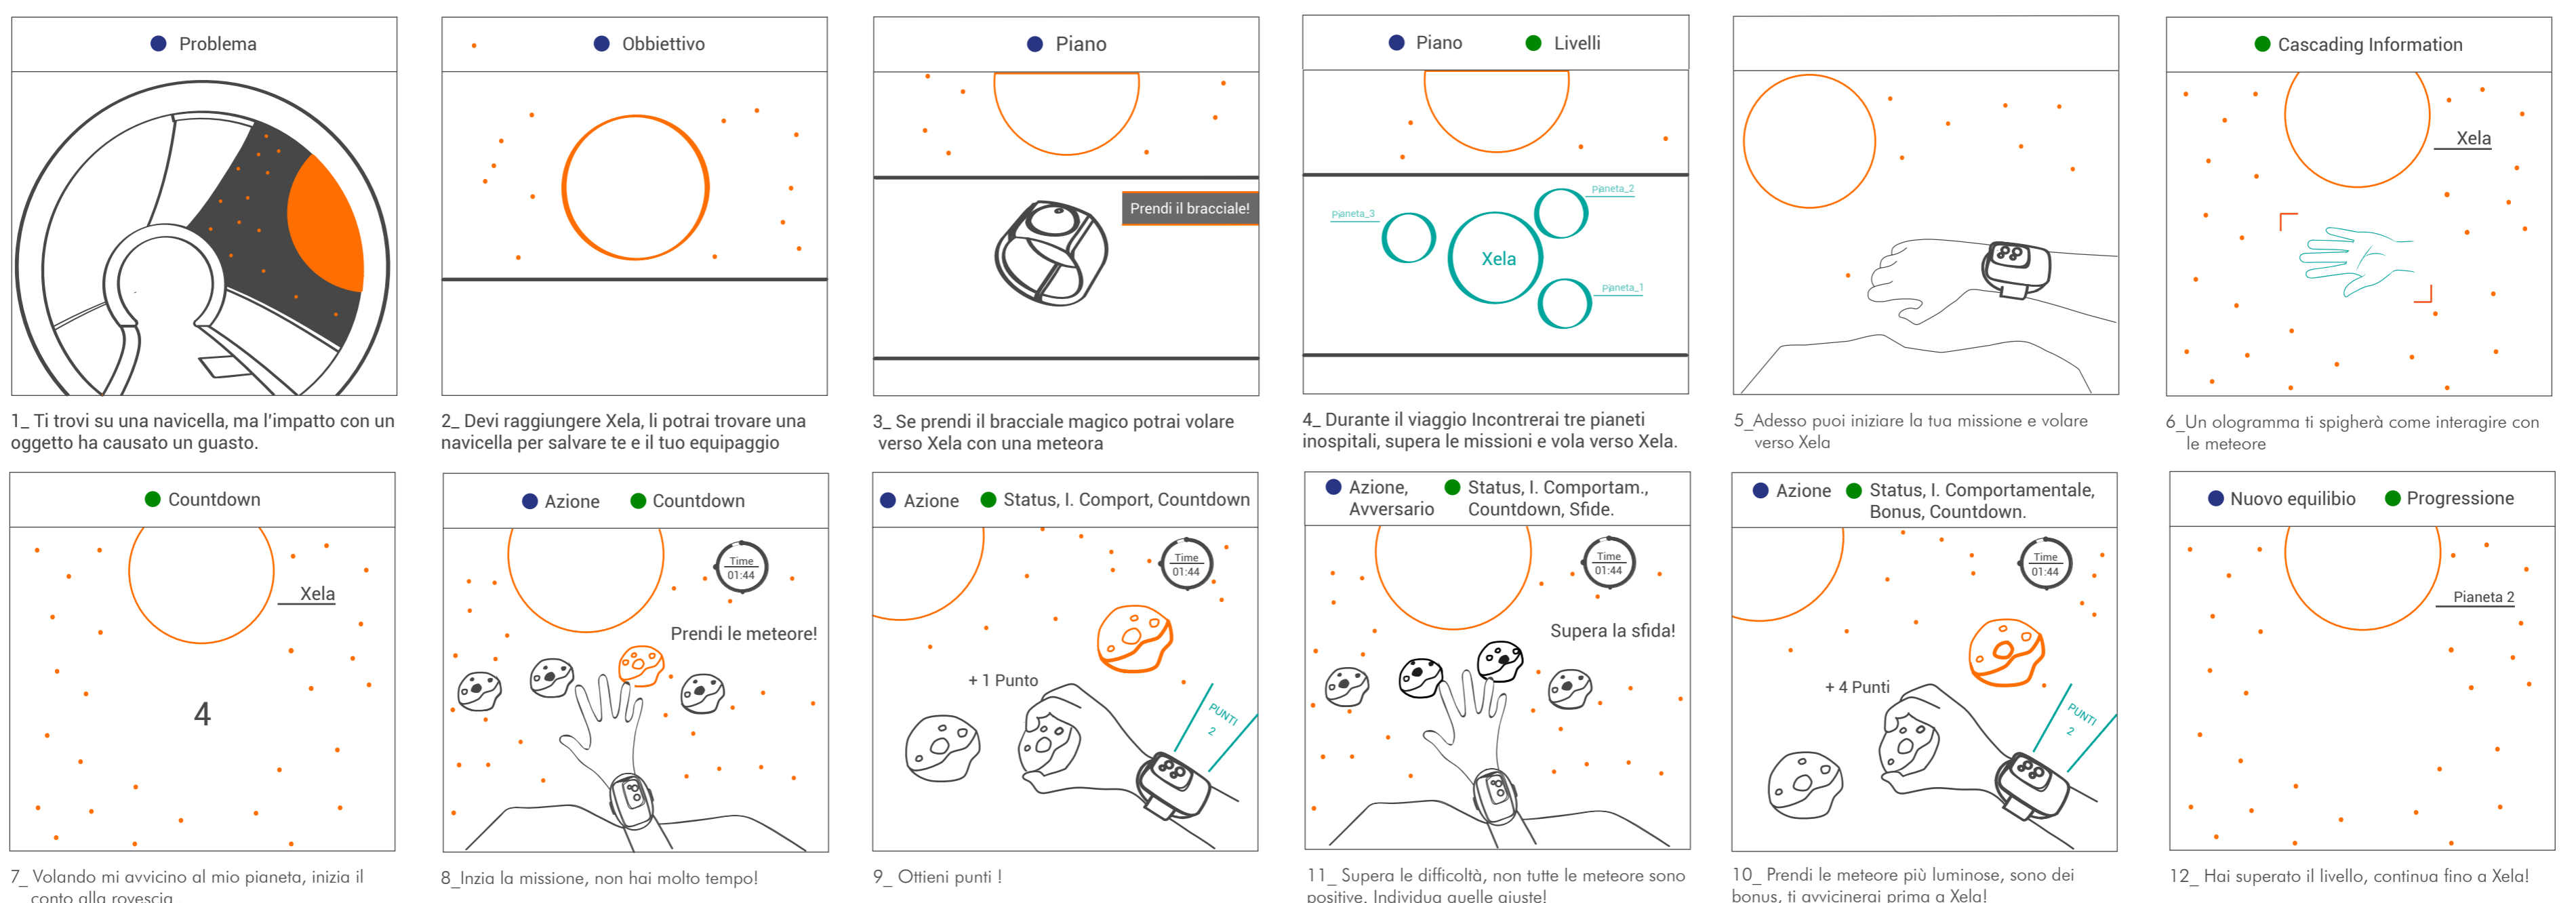 Problema
1_ Ti trovi su una navicella, ma l'impatto con un
oggetto ha causato un guasto.
Obbiettivo
2_ Devi raggiungere Xela, li potrai trovare una
navicella per salvare te e il tuo equipaggio
Piano
Prendi il bracciale!
3_ Se prendi il bracciale magico potrai volare
verso Xela con una meteora
Piano
Livelli
Pianeta_2
Pianeta_3
Xela
Pianeta_1
4_ Durante il viaggio Incontrerai tre pianeti
inospitali, supera le missioni e vola verso Xela.
5_Adesso puoi iniziare la tua missione e volare
verso Xela
Cascading Information
Xela
6_Un ologramma ti spigherà come interagire con
le meteore
Countdown
Xela
4
7_ Volando mi avvicino al mio pianeta, inizia il
conto alla rovescia
Azione
Countdown
Time
01:44
Prendi le meteore!
8_Inzia la missione, non hai molto tempo!
Azione
Status, I. Comport, Countdown
Time
01:44
+ 1 Punto
PUNTI
2
9_ Ottieni punti !
Azione,
Avversario
Status, I. Comportam.,
Countdown, Sfide.
Time
01:44
Supera la sfida!
11_ Supera le difficoltà, non tutte le meteore sono
positive. Individua quelle giuste!
Azione
Status, I. Comportamentale,
Bonus, Countdown.
Time
01:44
+ 4 Punti
PUNTI
2
10_ Prendi le meteore più luminose, sono dei
bonus, ti avvicinerai prima a Xela!
Nuovo equilibio
Progressione
Pianeta 2
12_ Hai superato il livello, continua fino a Xela!